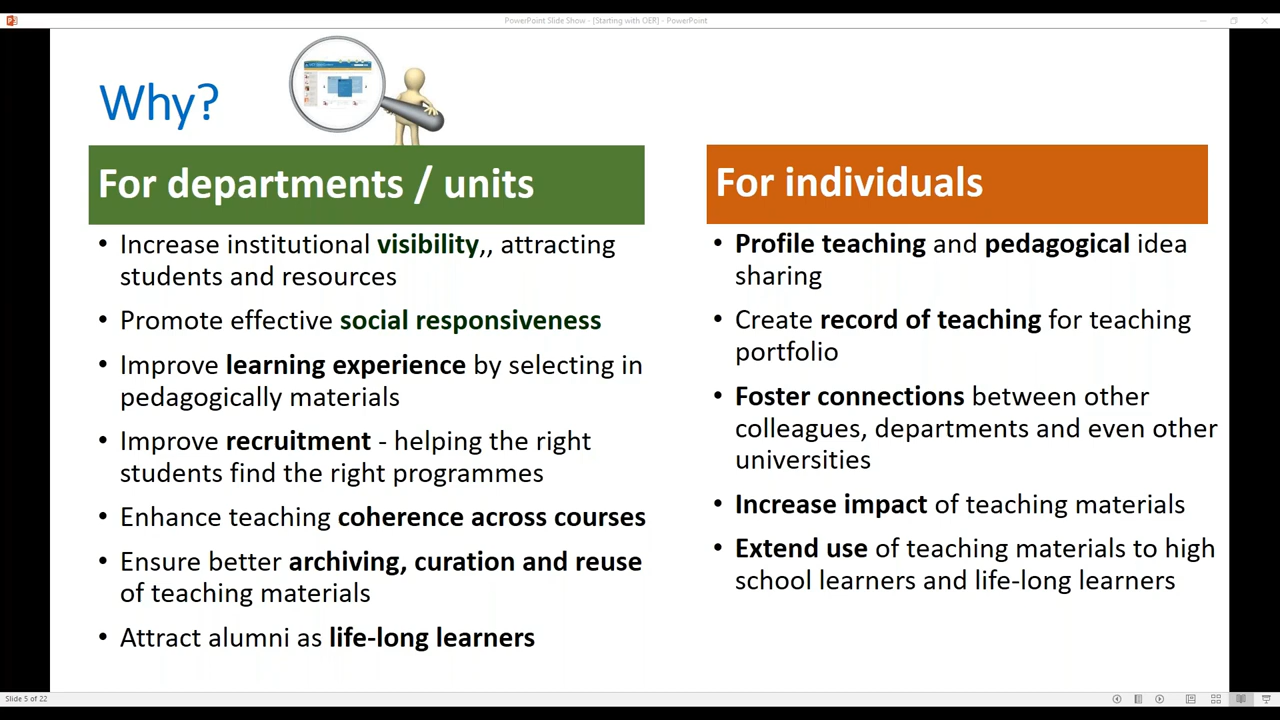 PowerPoint Slide Show - [Starting with OER] - PowerPoint
Why?
For departments / units
• Increase institutional visibility,, attracting
students and resources
• Promote effective social responsiveness
• Improve learning experience by selecting in
pedagogically materials
• Improve recruitment - helping the right
students find the right programmes
• Enhance teaching coherence across courses
• Ensure better archiving, curation and reuse
of teaching materials
• Attract alumni as life-long learners
For individuals
• Profile teaching and pedagogical idea
sharing
• Create record of teaching for teaching
portfolio
• Foster connections between other
colleagues, departments and even other
universities
• Increase impact of teaching materials
• Extend use of teaching materials to high
school learners and life-long learners
Slide 5 of 22